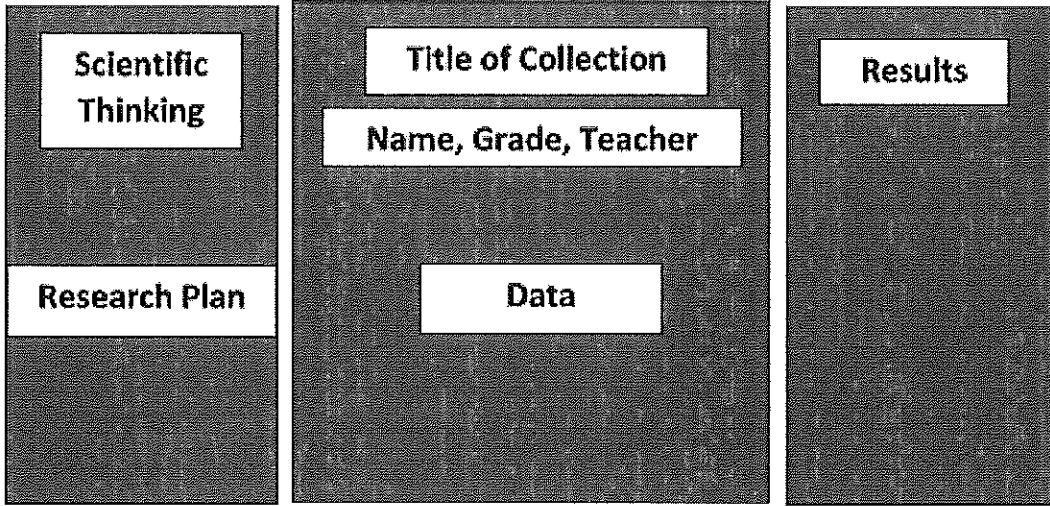 Scientific
Thinking
Research Plan
Title of Collection
Name, Grade, Teacher
Data
Results